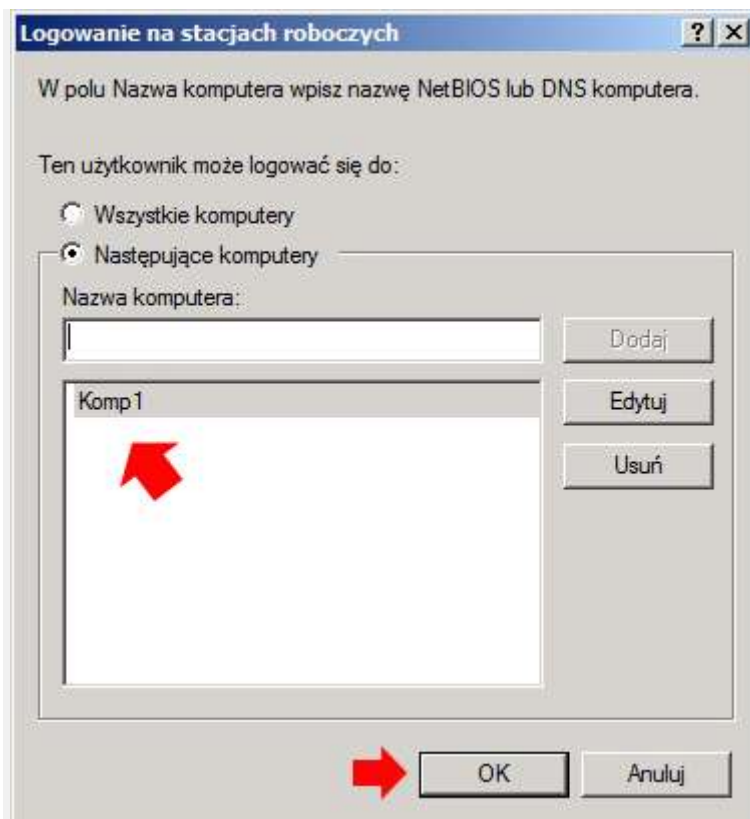 Logowanie na stacjach roboczych
W polu Nazwa komputera wpisz nazwę NetBIOS lub DNS komputera.
Ten użytkownik może logować się do:
Wszystkie komputery
Następujące komputery
Nazwa komputera:
Dodaj
Komp1
Edytuj
Usuń
OK
Anuluj